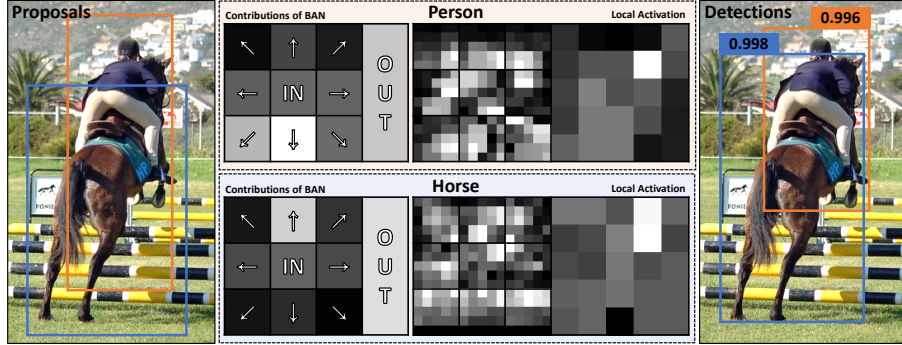 Proposals
Contributions of BAN
Person
Local Activation
Detections
0.996
0.998
↖ ↑ ↗
← IN →
↙ ↓ ↘
O
U
T
Contributions of BAN
Horse
Local Activation
↖ ↑ ↗
← IN →
↙ ↓ ↘
O
U
T